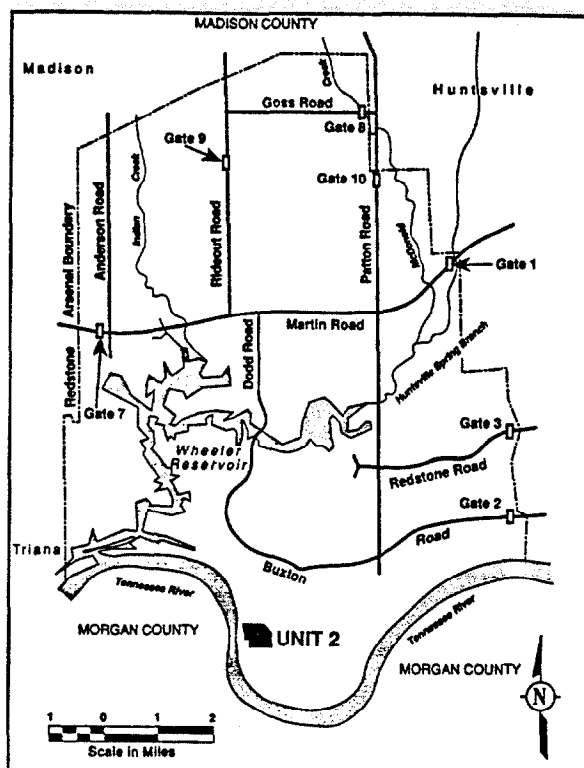 MADISON COUNTY
Madison
Huntsville
Creek
Goss Road
Gate 8
Gate 9
Gate 10
Indian Creek
Anderson Road
Rideout Road
Patton Road
McDonald
Redstone Arsenal Boundary
Gate 1
Martin Road
Dodd Road
Huntsville Spring Branch
Gate 7
Gate 3
Wheeler
Reservoir
Redstone Road
Gate 2
Buxton Road
Triana
Tennessee River
Tennessee River
MORGAN COUNTY
UNIT 2
MORGAN COUNTY
N
1 0 1 2
Scale in Miles